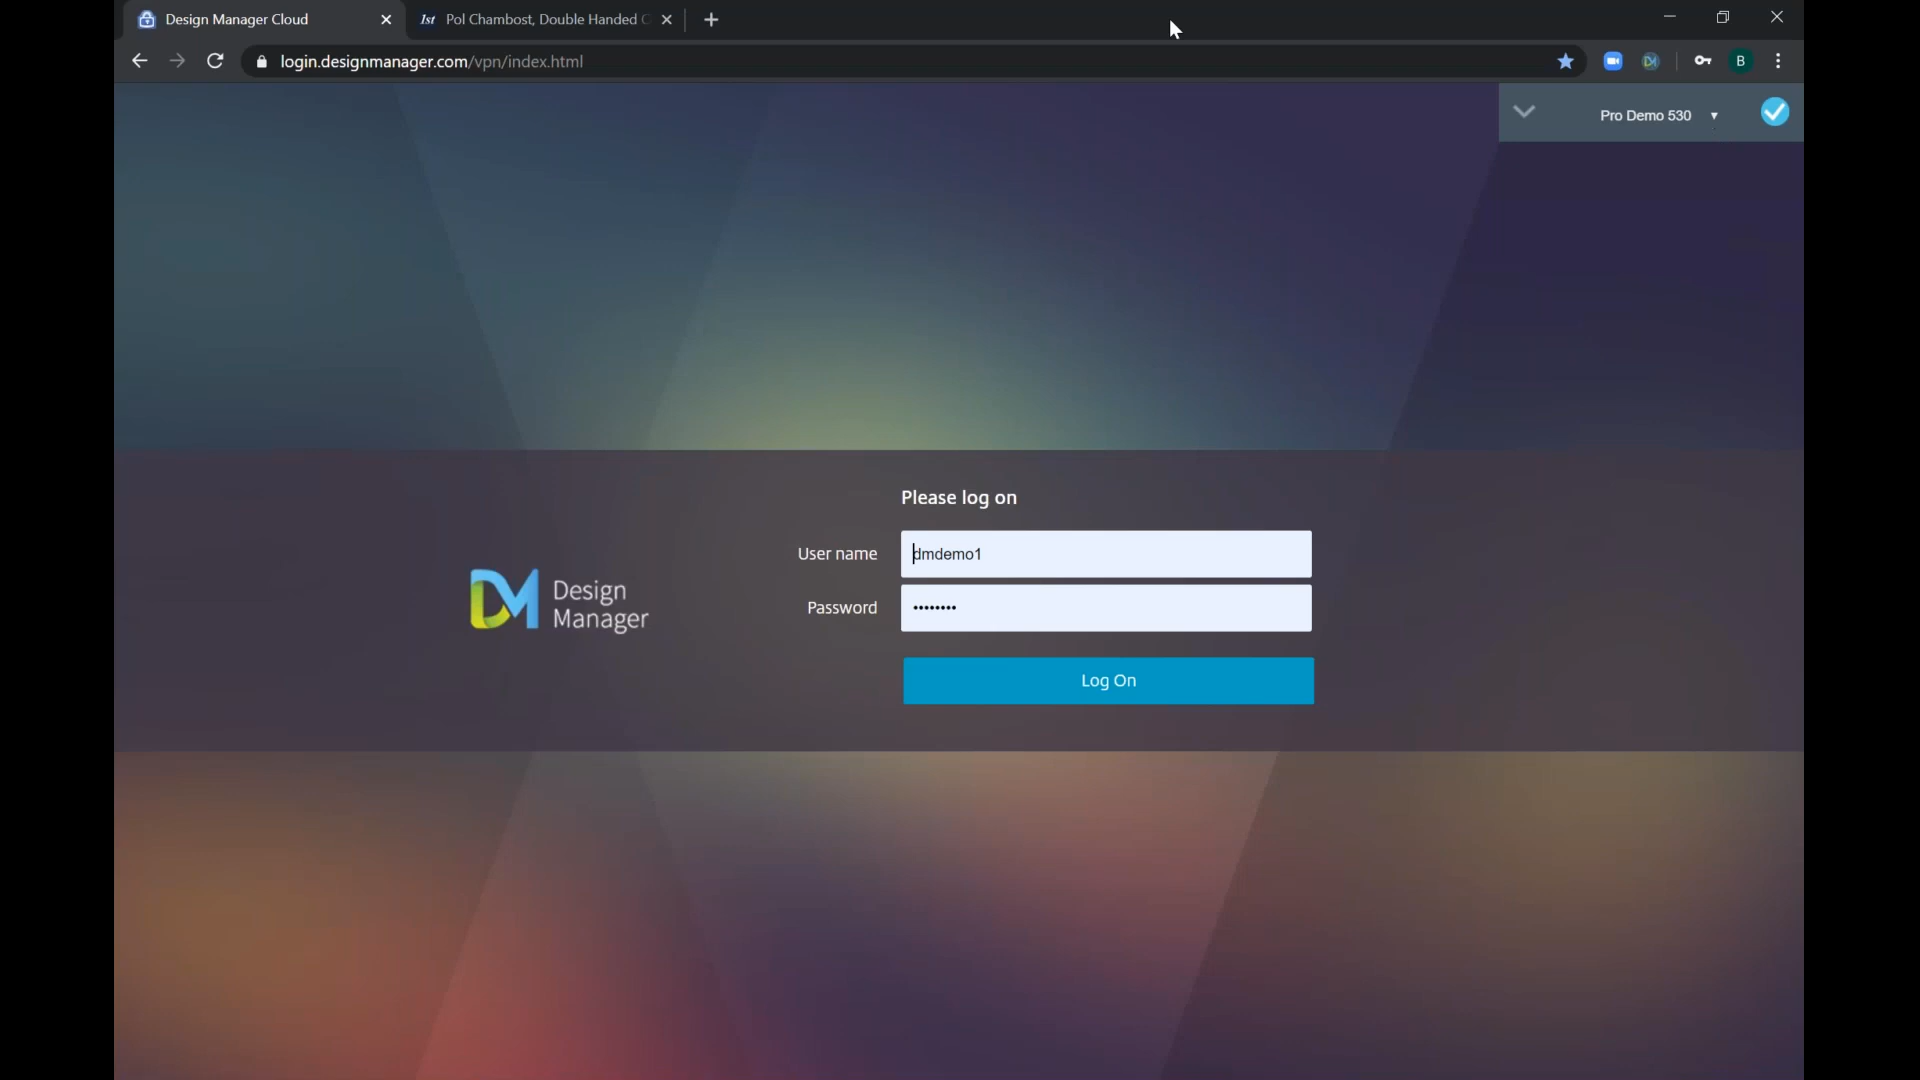 Design Manager Cloud
1st Pol Chambost, Double Handed
login.designmanager.com/vpn/index.html
B
Pro Demo 530
Please log on
User name dmdemo1
Password ••••••••
Design
Manager
Log On